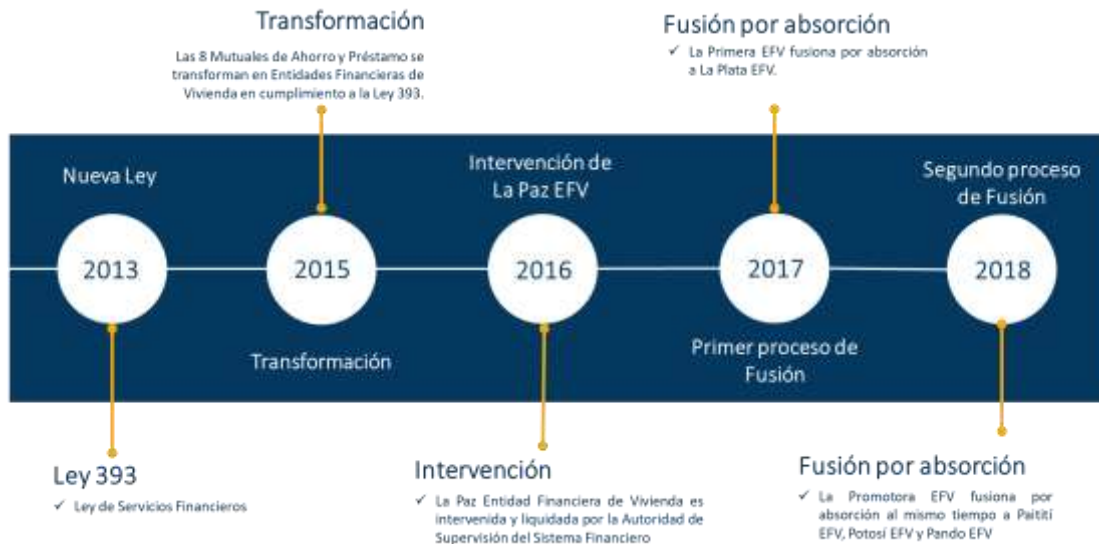 Transformación
Las 8 Mutuales de Ahorro y Préstamo se
transforman en Entidades Financieras de
Vivienda en cumplimiento a la Ley 393.
Fusión por absorción
✓ La Primera EFV fusiona por absorción
a La Plata EFV.
Nueva Ley
Intervención de
La Paz EFV
Segundo proceso
de Fusión
2013
2015
2016
2017
2018
Transformación
Primer proceso de
Fusión
Ley 393
✓ Ley de Servicios Financieros
Intervención
✓ La Paz Entidad Financiera de Vivienda es
intervenida y liquidada por la Autoridad de
Supervisión del Sistema Financiero
Fusión por absorción
✓ La Promotora EFV fusiona por
absorción al mismo tiempo a Paitití
EFV, Potosí EFV y Pando EFV